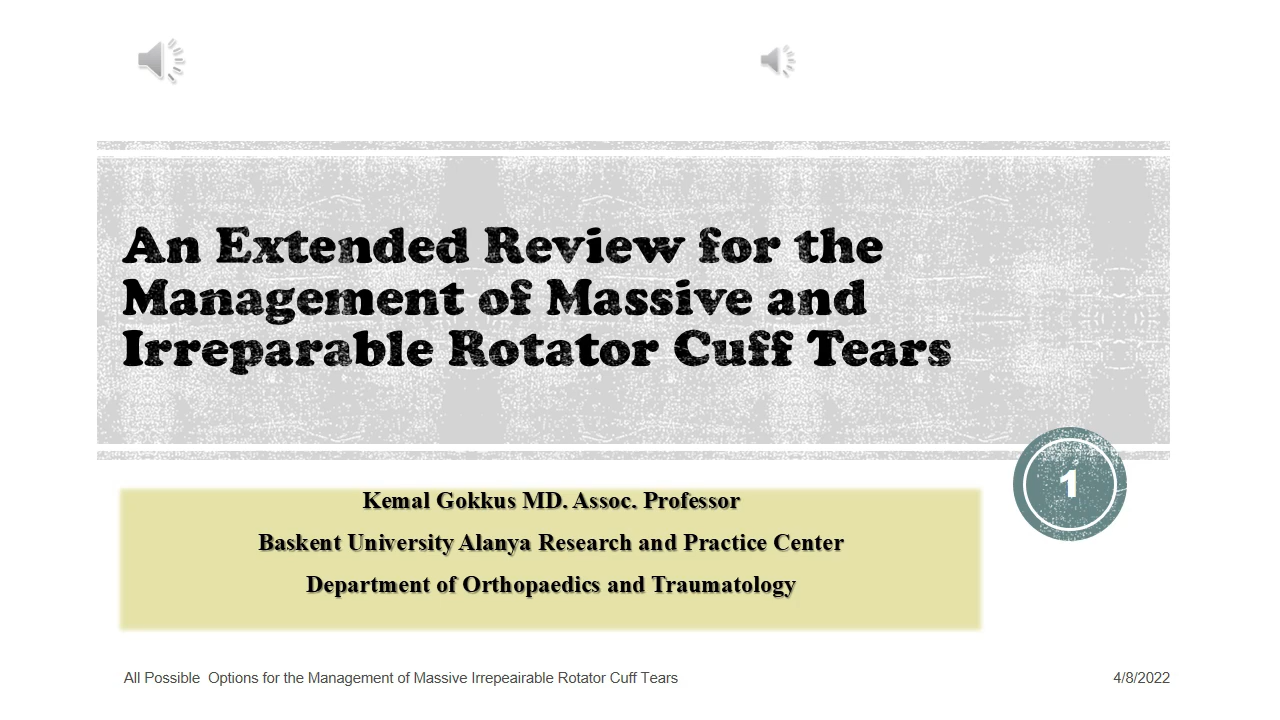 An Extended Review for the
Management of Massive and
Irreparable Rotator Cuff Tears
1
Kemal Gokkus MD. Assoc. Professor
Baskent University Alanya Research and Practice Center
Department of Orthopaedics and Traumatology
All Possible  Options for the Management of Massive Irrepeairable Rotator Cuff Tears
4/8/2022